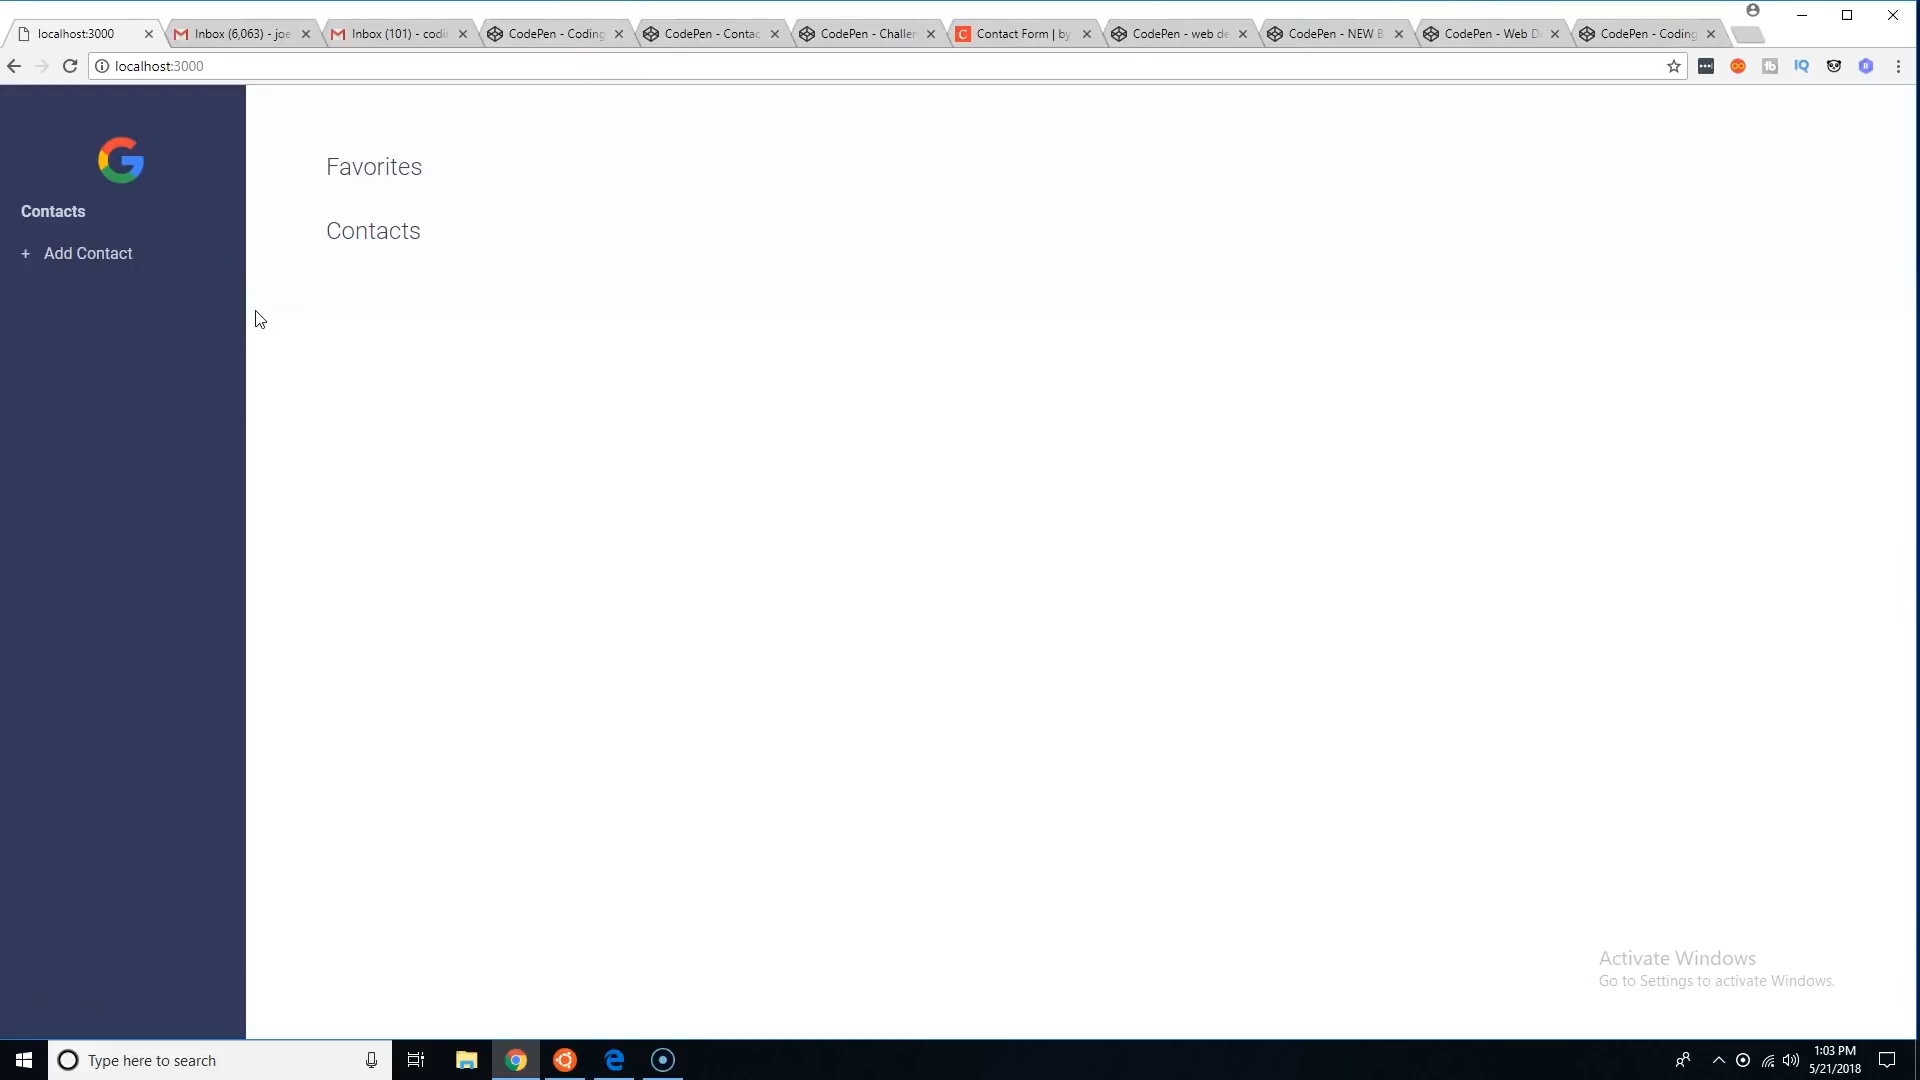 localhost:3000
Inbox (6,063) - joe
Inbox (101) - codi
CodePen - Coding
CodePen - Contac
CodePen - Challen
Contact Form | by
CodePen - web de
CodePen - NEW B
CodePen - Web D
CodePen - Coding
localhost:3000
Favorites
Contacts
Contacts
+ Add Contact
Activate Windows
Go to Settings to activate Windows.
Type here to search
1:03 PM
5/21/2018